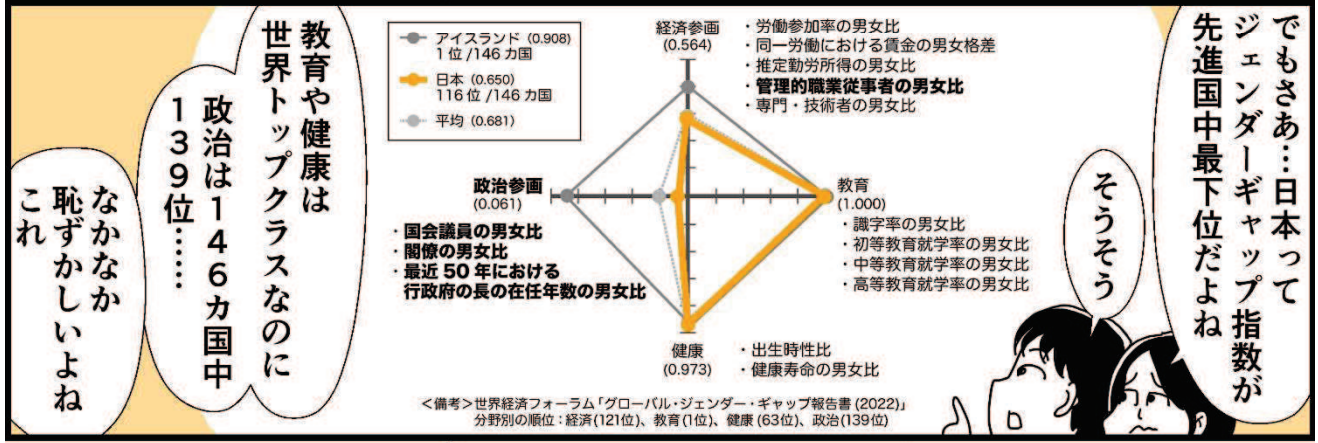 でもさあ…日本って
ジェンダーギャップ指数が
先進国中最下位だよね
そうそう
アイスランド (0.908)
1位/146カ国
日本 (0.650)
116位/146カ国
平均 (0.681)
経済参画
(0.564)
・労働参加率の男女比
・同一労働における賃金の男女格差
・推定勤労所得の男女比
・管理的職業従事者の男女比
・専門・技術者の男女比
政治参画
(0.061)
・国会議員の男女比
・閣僚の男女比
・最近50年における
行政府の長の在任年数の男女比
教育
(1.000)
・識字率の男女比
・初等教育就学率の男女比
・中等教育就学率の男女比
・高等教育就学率の男女比
健康
(0.973)
・出生時性比
・健康寿命の男女比
<備考>世界経済フォーラム「グローバル・ジェンダー・ギャップ報告書(2022)」
分野別の順位:経済(121位)、教育(1位)、健康(63位)、政治(139位)
教育や健康は
世界トップクラスなのに
政治は146カ国中
139位……
なかなか
恥ずかしいよね
これ